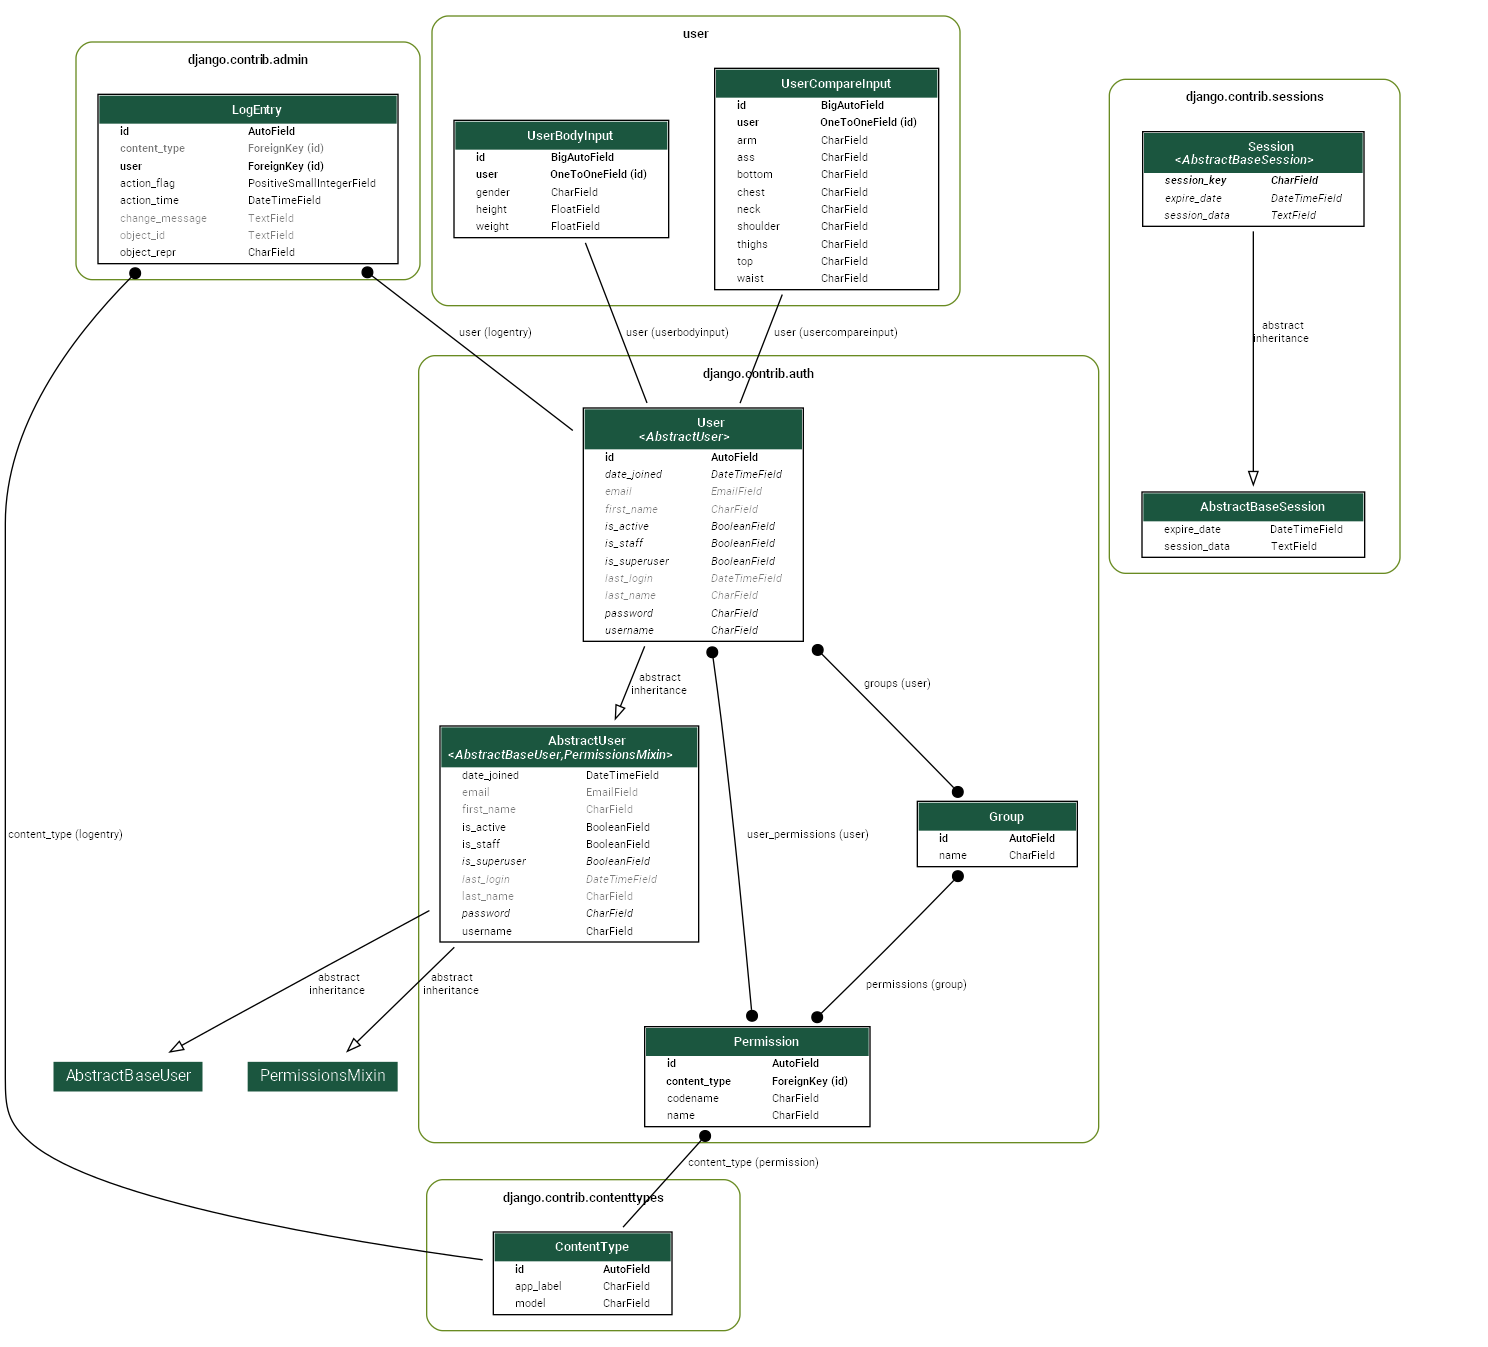 user
django.contrib.admin
UserCompareInput
id BigAutoField
user OneToOneField (id)
arm CharField
ass CharField
bottom CharField
chest CharField
neck CharField
shoulder CharField
thighs CharField
top CharField
waist CharField
LogEntry
id AutoField
content_type ForeignKey (id)
user ForeignKey (id)
action_flag PositiveSmallIntegerField
action_time DateTimeField
change_message TextField
object_id TextField
object_repr CharField
UserBodyInput
id BigAutoField
user OneToOneField (id)
gender CharField
height FloatField
weight FloatField
django.contrib.sessions
Session
<AbstractBaseSession>
session_key CharField
expire_date DateTimeField
session_data TextField
abstract
inheritance
AbstractBaseSession
expire_date DateTimeField
session_data TextField
user (logentry)
user (userbodyinput)
user (usercompareinput)
django.contrib.auth
User
<AbstractUser>
id AutoField
date_joined DateTimeField
email EmailField
first_name CharField
is_active BooleanField
is_staff BooleanField
is_superuser BooleanField
last_login DateTimeField
last_name CharField
password CharField
username CharField
abstract
inheritance
groups (user)
AbstractUser
<AbstractBaseUser,PermissionsMixin>
date_joined DateTimeField
email EmailField
first_name CharField
is_active BooleanField
is_staff BooleanField
is_superuser BooleanField
last_login DateTimeField
last_name CharField
password CharField
username CharField
content_type (logentry)
user_permissions (user)
Group
id AutoField
name CharField
abstract
inheritance
abstract
inheritance
permissions (group)
AbstractBaseUser
PermissionsMixin
Permission
id AutoField
content_type ForeignKey (id)
codename CharField
name CharField
content_type (permission)
django.contrib.contenttypes
ContentType
id AutoField
app_label CharField
model CharField